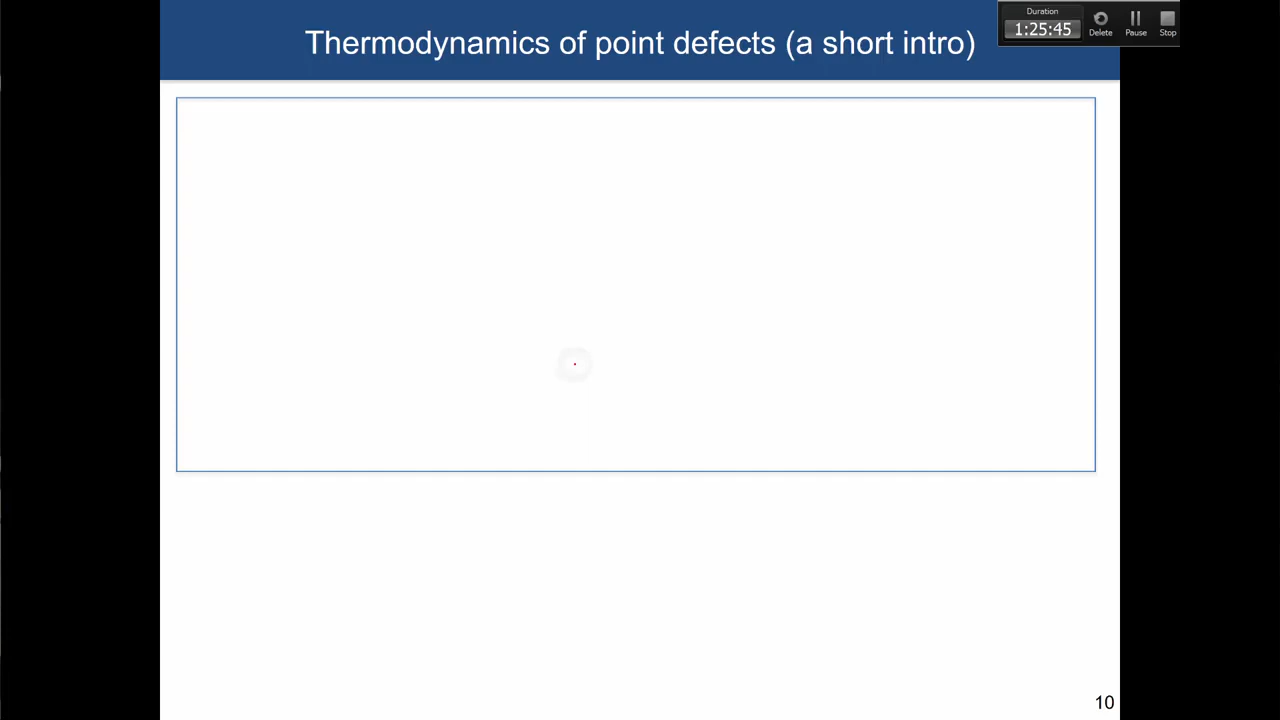 Thermodynamics of point defects (a short intro)
Duration
1:25:45
Delete
Pause
Stop
10